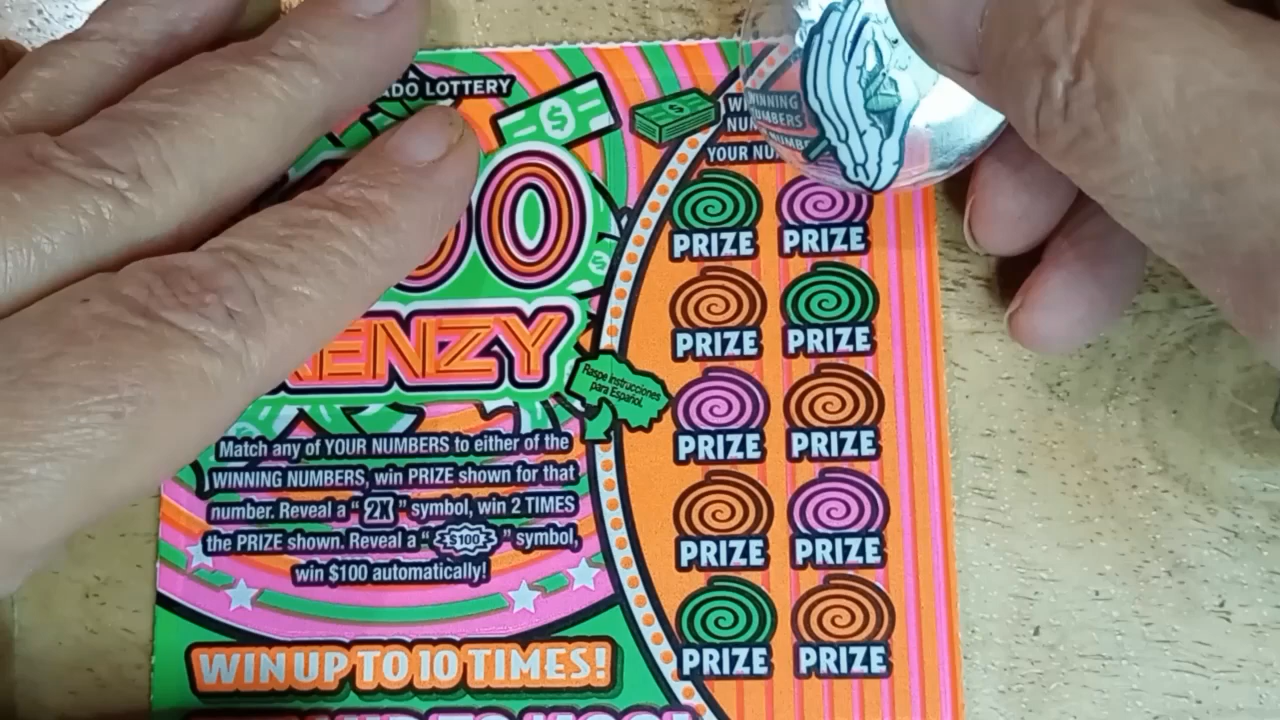 ADO LOTTERY
00
ENZY
Raspe Instrucciones
para Español.
Match any of YOUR NUMBERS to either of the
WINNING NUMBERS, win PRIZE shown for that
number. Reveal a " 2X " symbol, win 2 TIMES
the PRIZE shown. Reveal a " $100 " symbol,
win $100 automatically!
WIN UP TO 10 TIMES!
WINNING
NUMBERS
YOUR NUMBE
PRIZE PRIZE
PRIZE PRIZE
PRIZE PRIZE
PRIZE PRIZE
PRIZE PRIZE